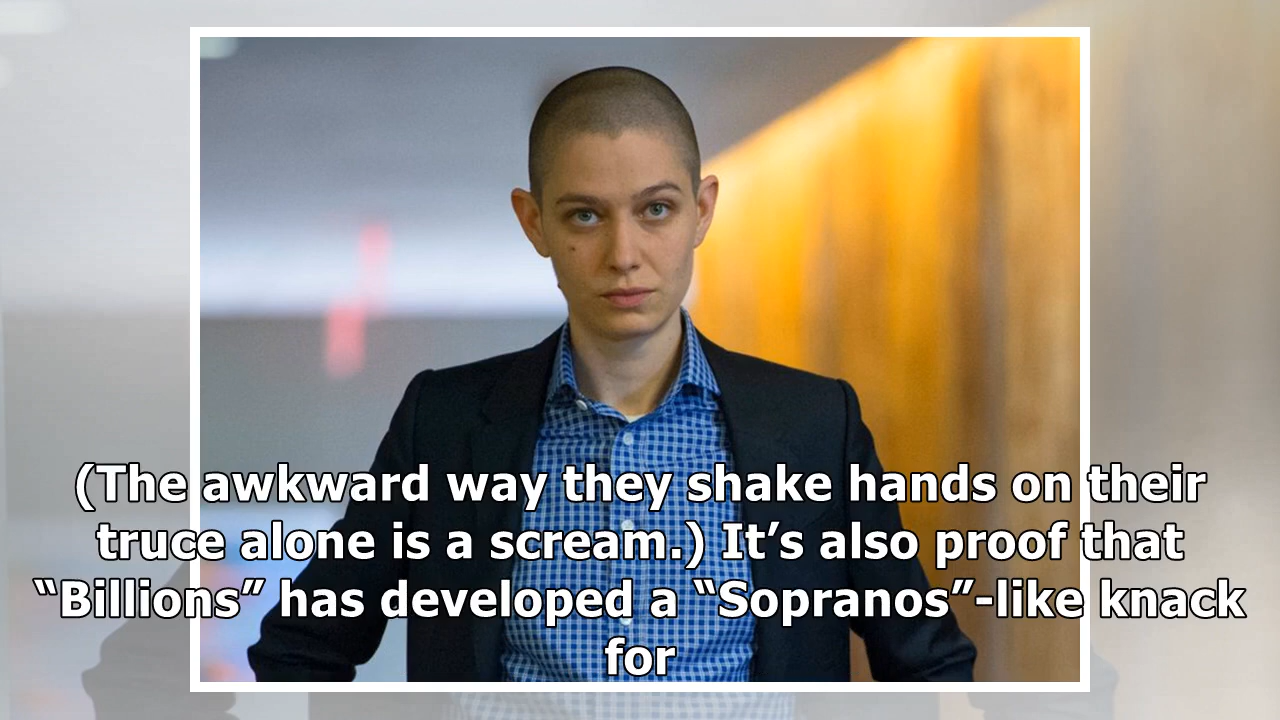 (The awkward way they shake hands on their
truce alone is a scream.) It’s also proof that
“Billions” has developed a “Sopranos”-like knack
for